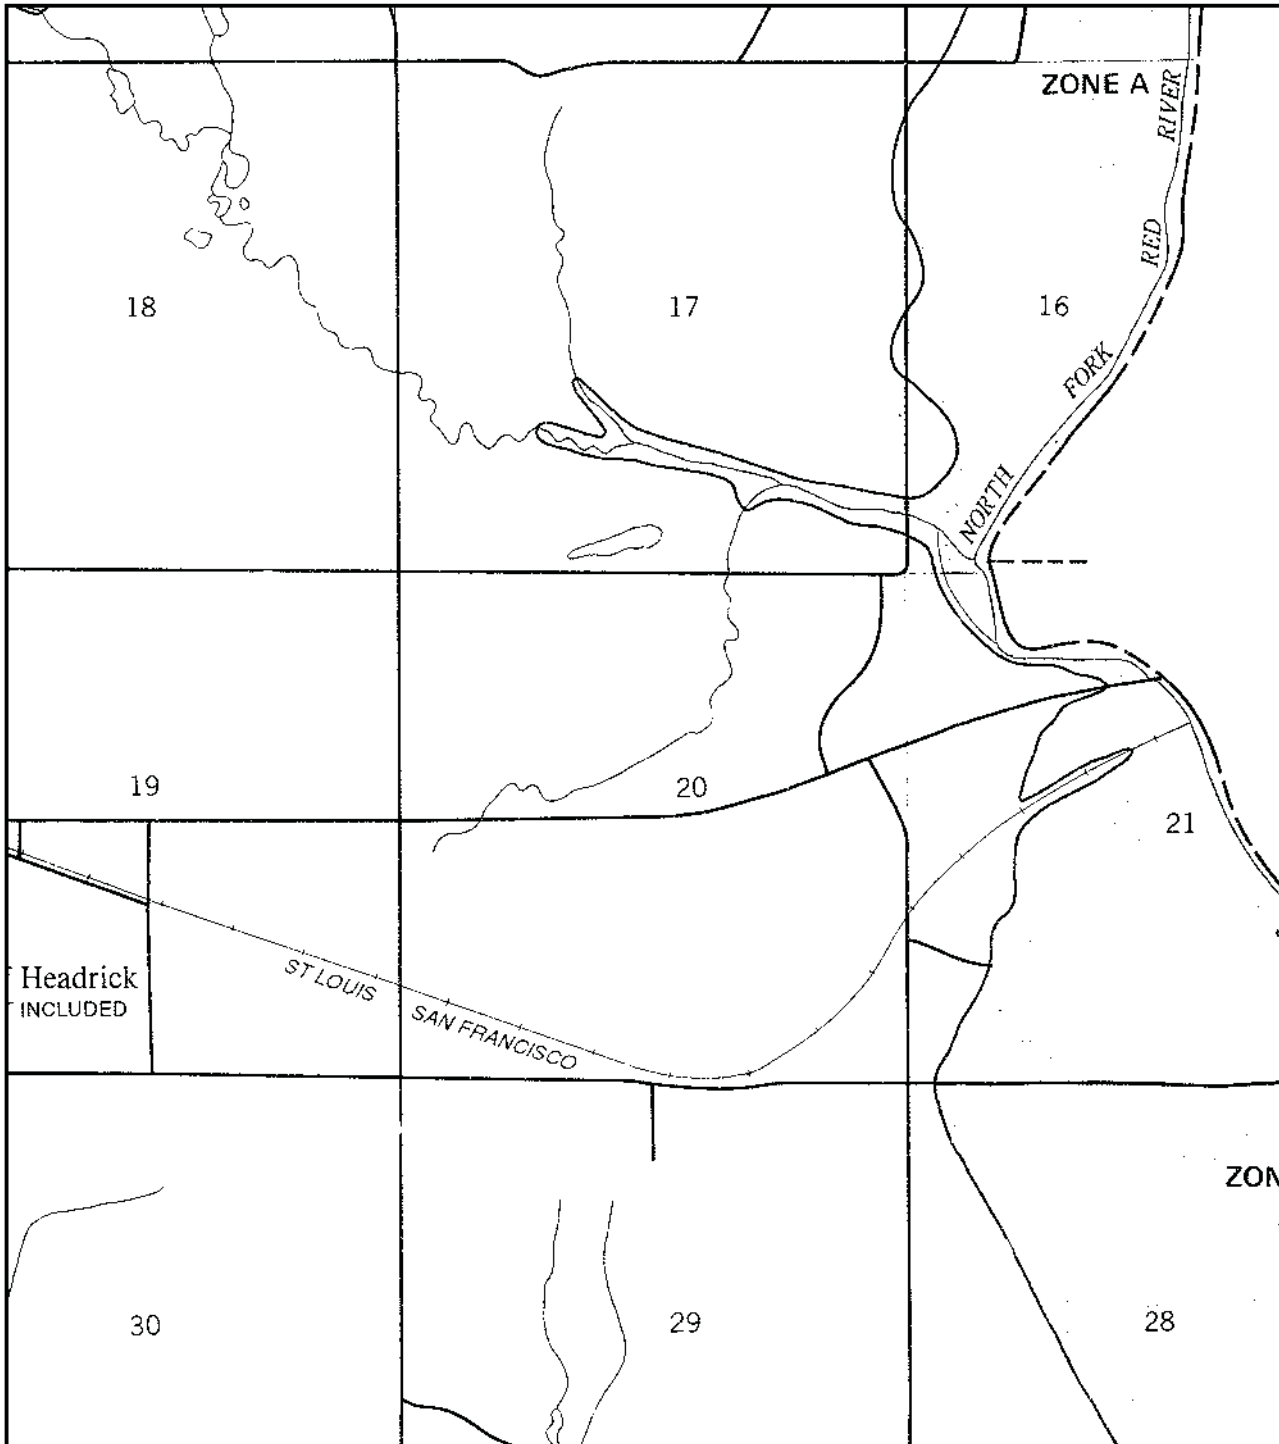 ZONE A
RIVER
RED
18
17
16
FORK
NORTH
19
20
21
Headrick
INCLUDED
ST LOUIS
SAN FRANCISCO
ZON
30
29
28